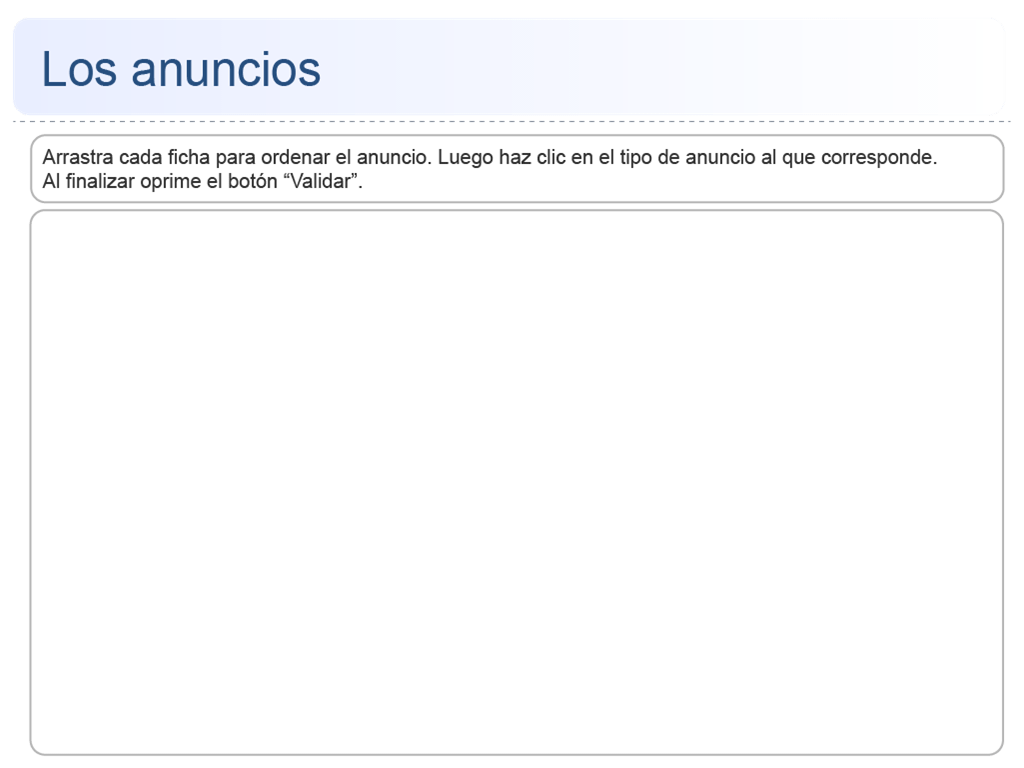 Los anuncios
Arrastra cada ficha para ordenar el anuncio. Luego haz clic en el tipo de anuncio al que corresponde.
Al finalizar oprime el botón “Validar”.